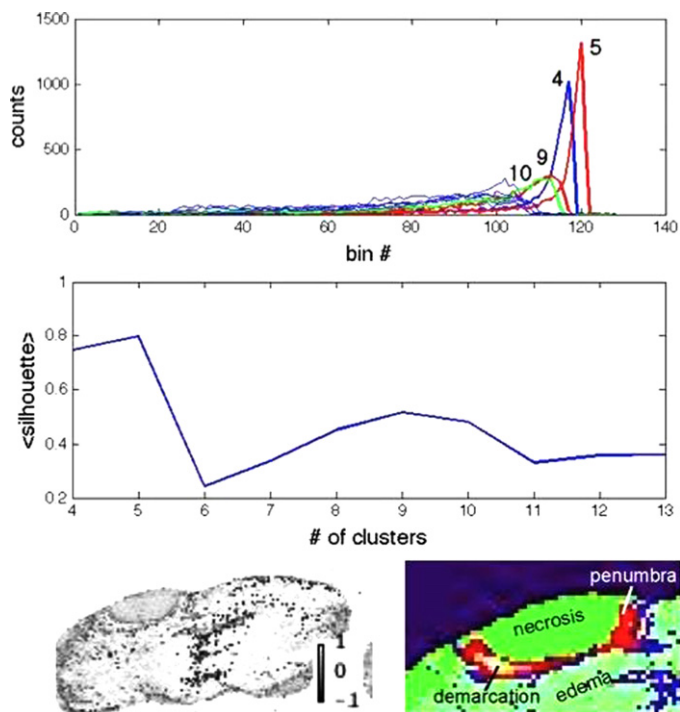 1500
1000
500
0
counts
0 20 40 60 80 100 120 140
bin #
4
5
9
10
1
0.8
0.6
0.4
0.2
<silhouette>
4 5 6 7 8 9 10 11 12 13
# of clusters
1
0
-1
penumbra
necrosis
demarcation
edema